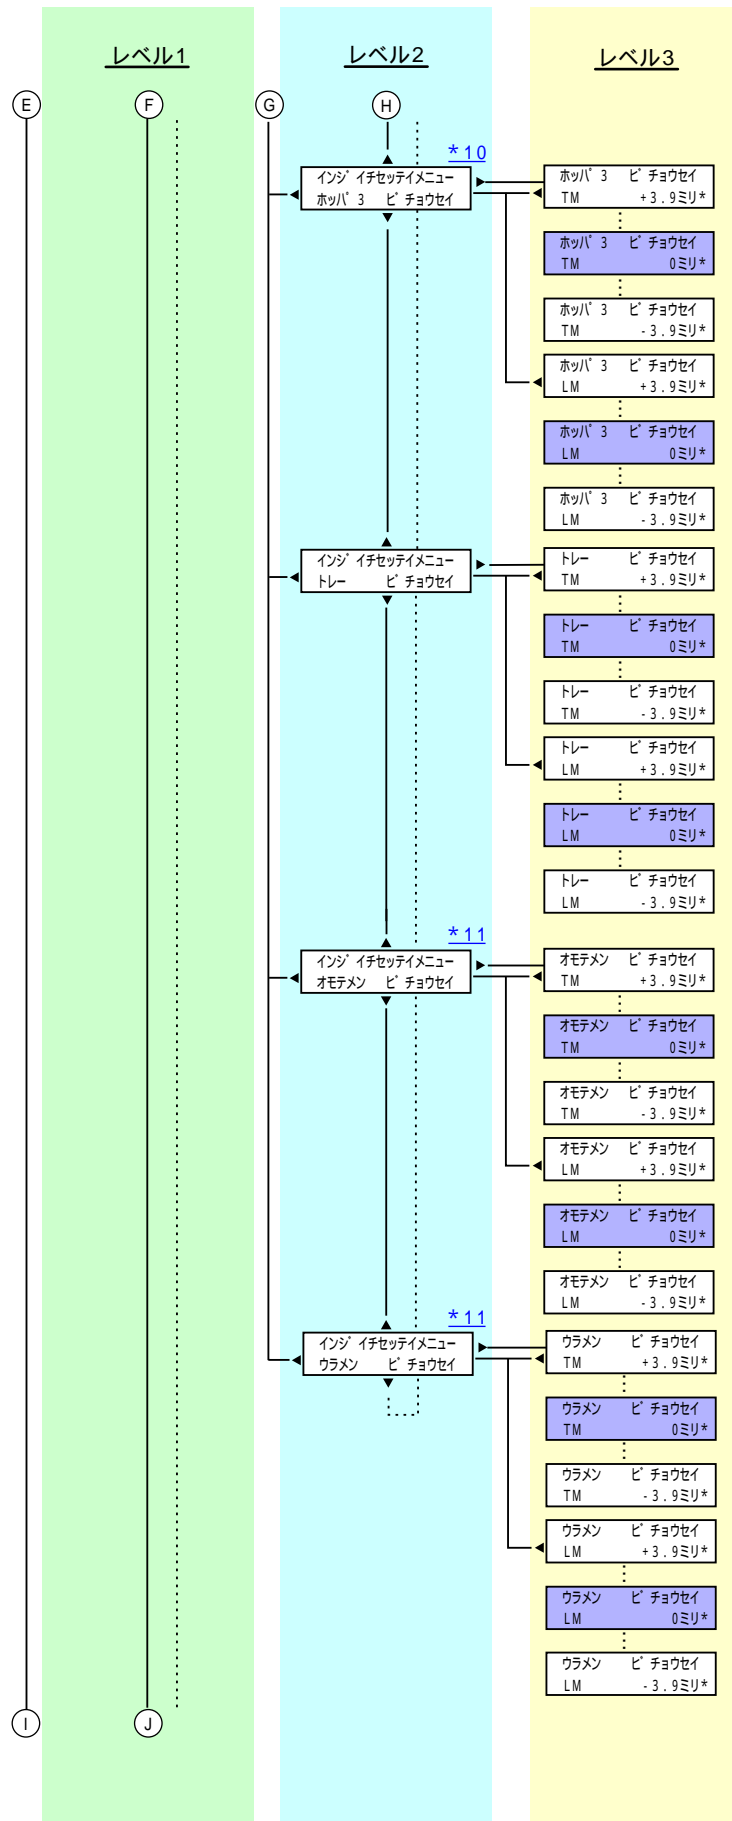 レベル1
レベル2
レベル3
E
F
G
H
*10
インジ イチセッテイメニュー
ホッパ 3 ビ チョウセイ
ホッパ 3 ビ チョウセイ
TM +3.9ミリ*
ホッパ 3 ビ チョウセイ
TM 0ミリ*
ホッパ 3 ビ チョウセイ
TM -3.9ミリ*
ホッパ 3 ビ チョウセイ
LM +3.9ミリ*
ホッパ 3 ビ チョウセイ
LM 0ミリ*
ホッパ 3 ビ チョウセイ
LM -3.9ミリ*
インジ イチセッテイメニュー
トレー ビ チョウセイ
トレー ビ チョウセイ
TM +3.9ミリ*
トレー ビ チョウセイ
TM 0ミリ*
トレー ビ チョウセイ
TM -3.9ミリ*
トレー ビ チョウセイ
LM +3.9ミリ*
トレー ビ チョウセイ
LM 0ミリ*
トレー ビ チョウセイ
LM -3.9ミリ*
*11
インジ イチセッテイメニュー
オモテメン ビ チョウセイ
オモテメン ビ チョウセイ
TM +3.9ミリ*
オモテメン ビ チョウセイ
TM 0ミリ*
オモテメン ビ チョウセイ
TM -3.9ミリ*
オモテメン ビ チョウセイ
LM +3.9ミリ*
オモテメン ビ チョウセイ
LM 0ミリ*
オモテメン ビ チョウセイ
LM -3.9ミリ*
*11
インジ イチセッテイメニュー
ウラメン ビ チョウセイ
ウラメン ビ チョウセイ
TM +3.9ミリ*
ウラメン ビ チョウセイ
TM 0ミリ*
ウラメン ビ チョウセイ
TM -3.9ミリ*
ウラメン ビ チョウセイ
LM +3.9ミリ*
ウラメン ビ チョウセイ
LM 0ミリ*
ウラメン ビ チョウセイ
LM -3.9ミリ*
I
J